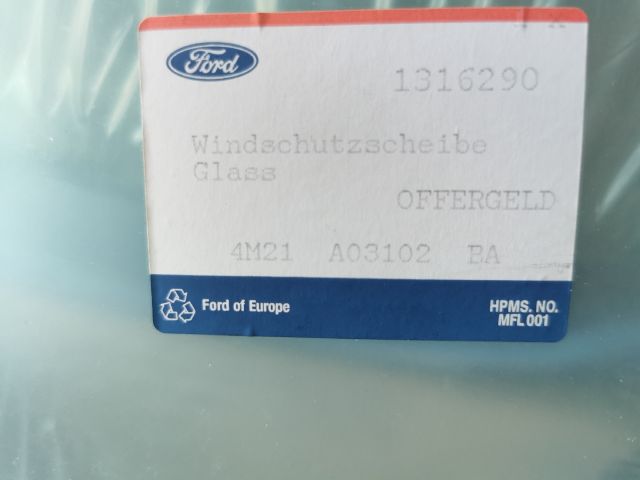 Ford
1316290
Windschutzscheibe
Glass
OFFERGELD
4M21 A03102 BA
Ford of Europe
HPMS. NO.
MFL 001